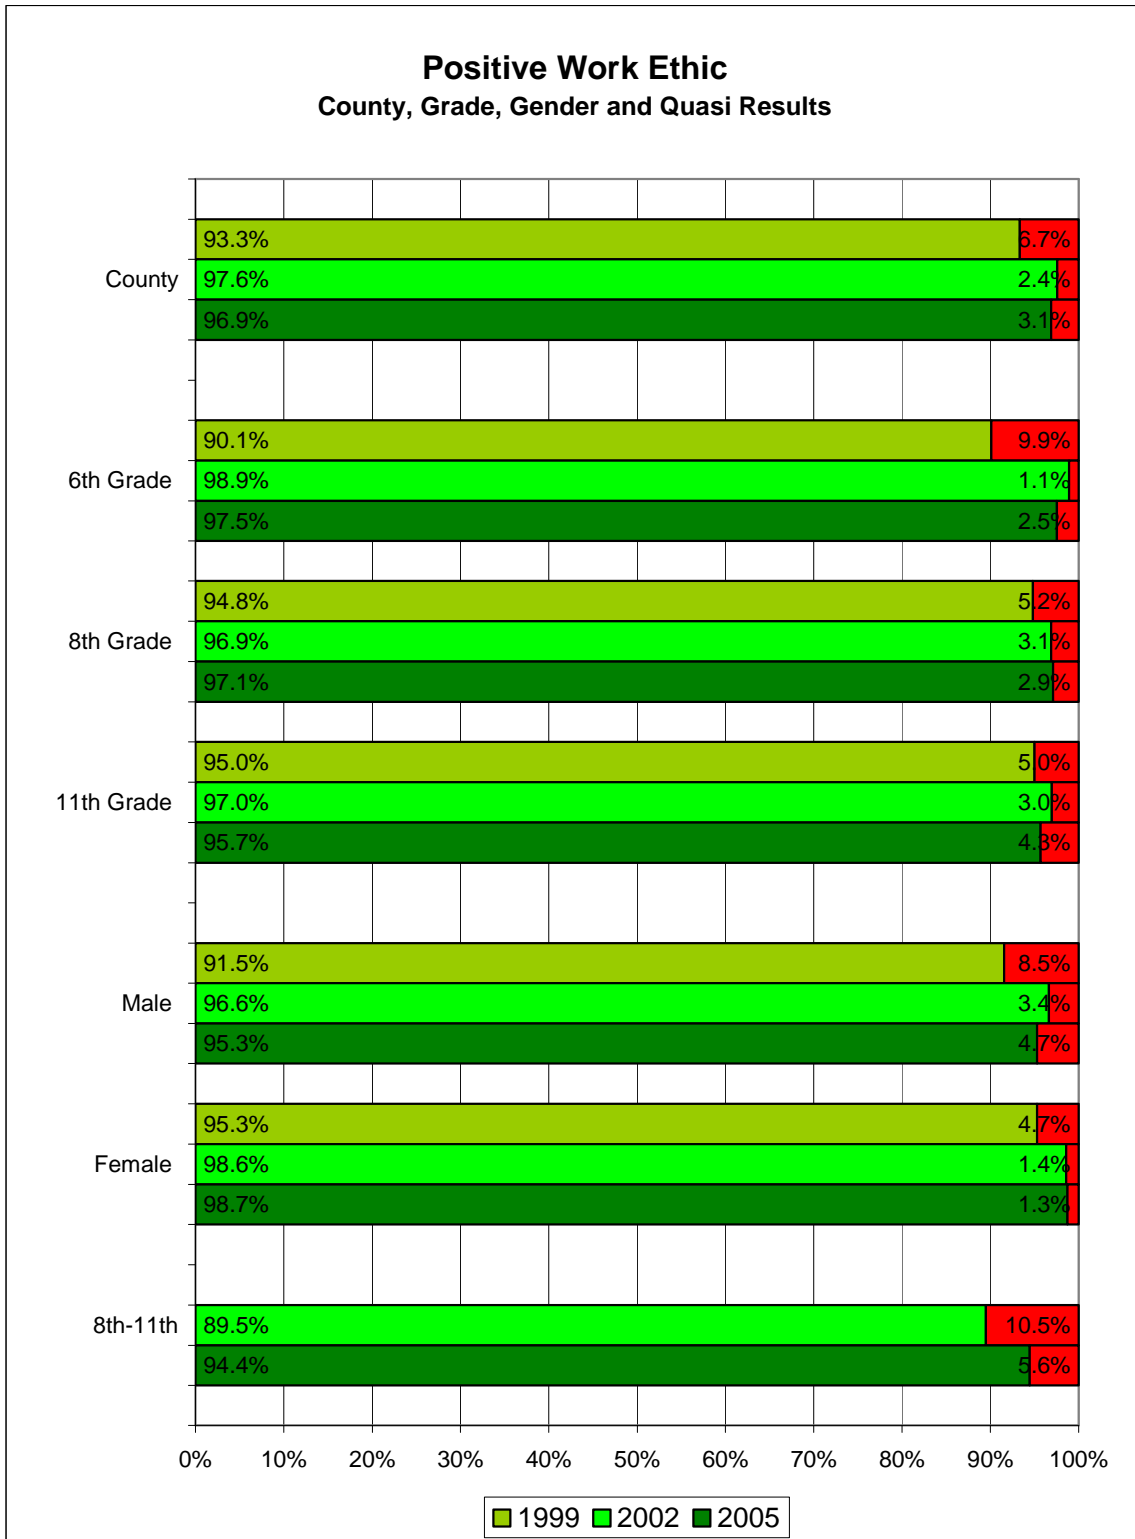 Positive Work Ethic
County, Grade, Gender and Quasi Results
93.3% 6.7%
County 97.6% 2.4%
96.9% 3.1%
90.1% 9.9%
6th Grade 98.9% 1.1%
97.5% 2.5%
94.8% 5.2%
8th Grade 96.9% 3.1%
97.1% 2.9%
95.0% 5.0%
11th Grade 97.0% 3.0%
95.7% 4.3%
91.5% 8.5%
Male 96.6% 3.4%
95.3% 4.7%
95.3% 4.7%
Female 98.6% 1.4%
98.7% 1.3%
8th-11th 89.5% 10.5%
94.4% 5.6%
0% 10% 20% 30% 40% 50% 60% 70% 80% 90% 100%
1999 2002 2005